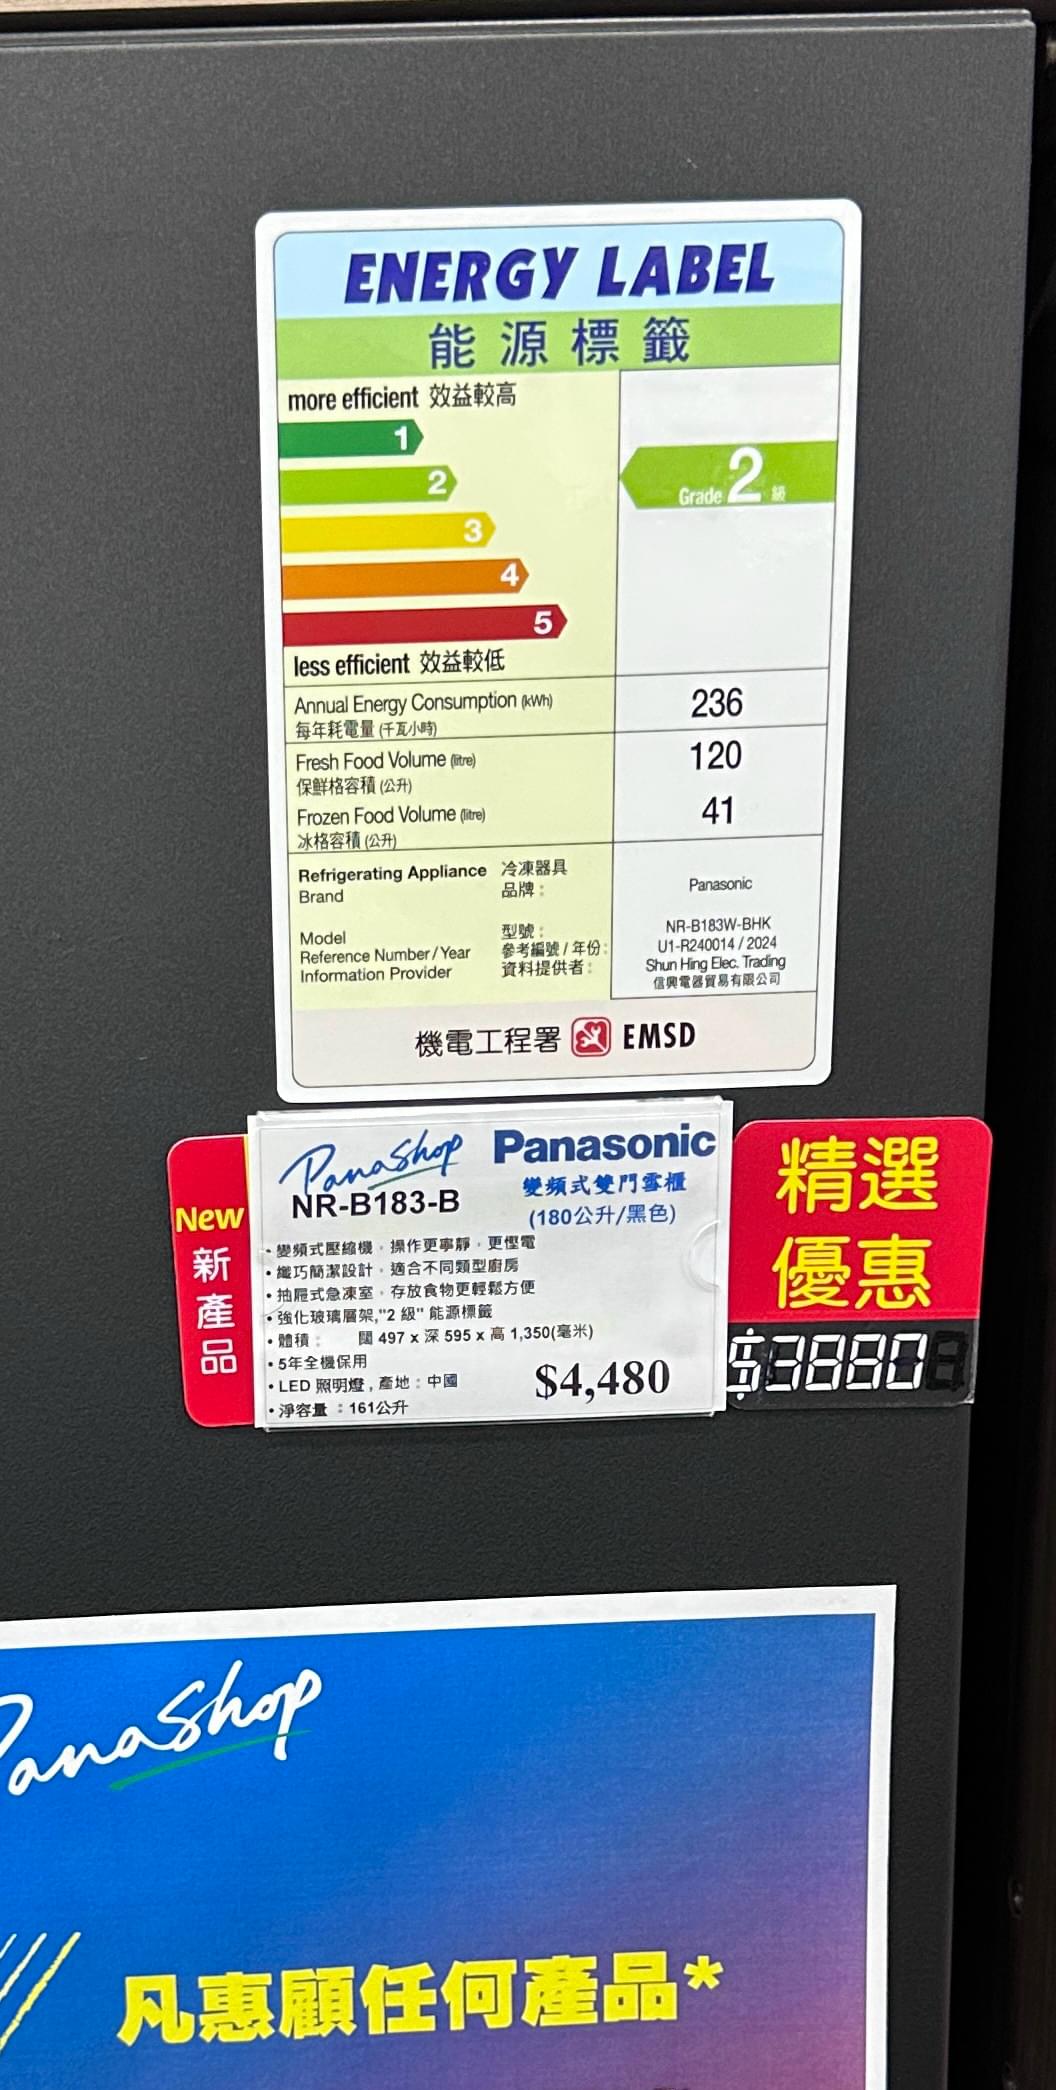 ENERGY LABEL
能源標籤
more efficient 效益較高
1
2
Grade 2 級
3
4
5
less efficient 效益較低
Annual Energy Consumption (kWh) 236
每年耗電量 (千瓦小時)
Fresh Food Volume (litre) 120
保鮮格容積 (公升)
Frozen Food Volume (litre) 41
冰格容積 (公升)
Refrigerating Appliance 冷凍器具
Brand 品牌: Panasonic
Model 型號: NR-B183W-BHK
Reference Number / Year 參考編號 / 年份: U1-R240014 / 2024
Information Provider 資料提供者: Shun Hing Elec. Trading
信興電器貿易有限公司
機電工程署 EMSD
New
新產品
PanaShop Panasonic
NR-B183-B 變頻式雙門雪櫃
(180公升/黑色)
• 變頻式壓縮機，操作更寧靜，更慳電
• 纖巧簡潔設計，適合不同類型廚房
• 抽屜式急凍室，存放食物更輕鬆方便
• 強化玻璃層架,"2 級" 能源標籤
• 體積： 闊 497 x 深 595 x 高 1,350(毫米)
• 5年全機保用
• LED 照明燈 , 產地：中國
• 淨容量：161公升
$4,480
精選
優惠
PanaShop
凡惠顧任何產品*